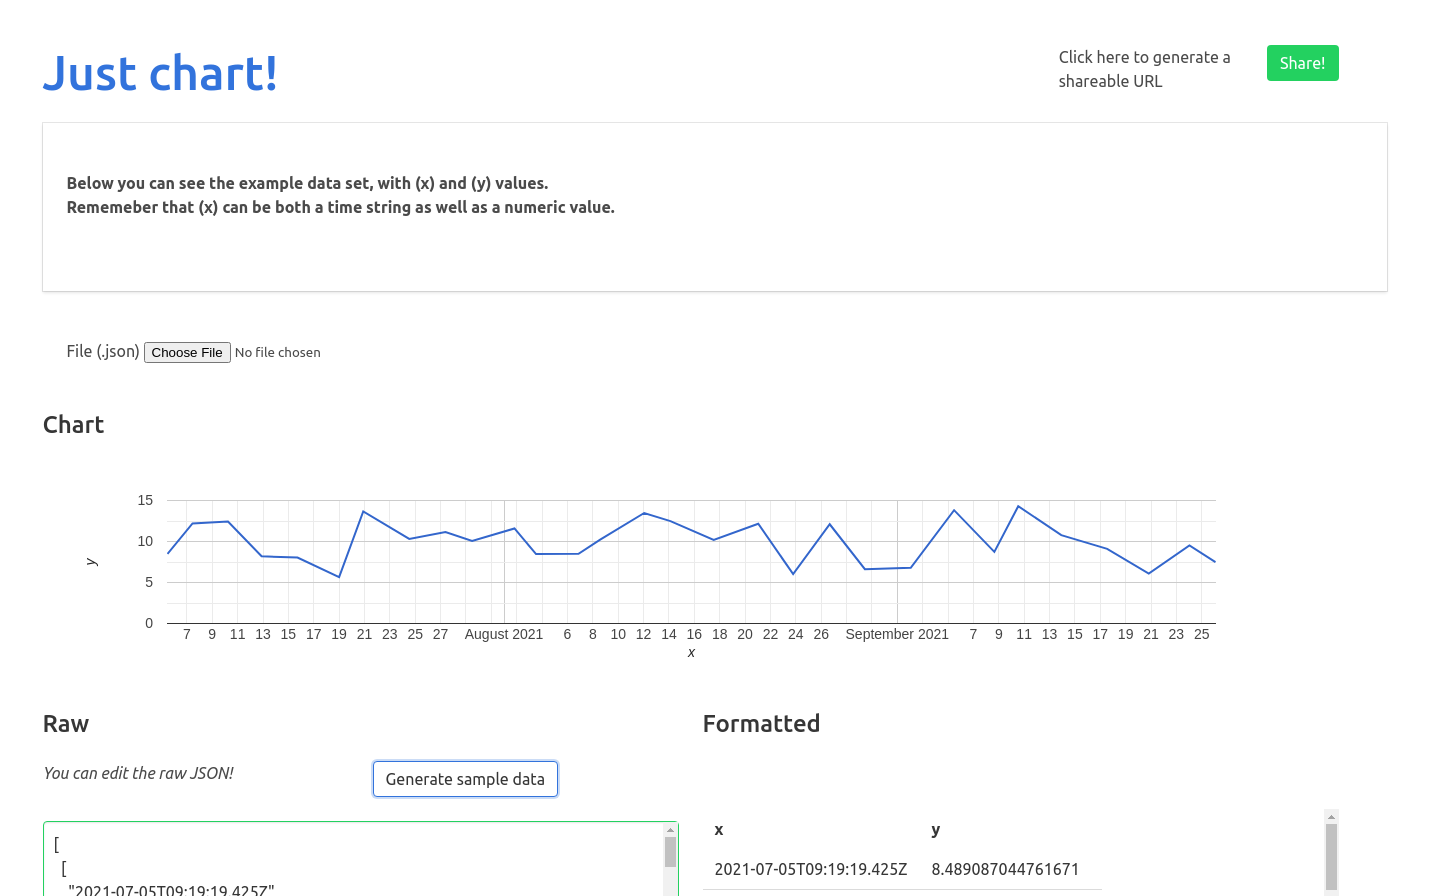 Just chart!
Click here to generate a
shareable URL
Share!
Below you can see the example data set, with (x) and (y) values.
Rememeber that (x) can be both a time string as well as a numeric value.
File (.json) Choose File No file chosen
Chart
15
10
5
0
y
7 9 11 13 15 17 19 21 23 25 27 August 2021 6 8 10 12 14 16 18 20 22 24 26 September 2021 7 9 11 13 15 17 19 21 23 25
x
Raw
You can edit the raw JSON!
Generate sample data
[
[
"2021-07-05T09:19:19.425Z"
Formatted
x y
2021-07-05T09:19:19.425Z 8.489087044761671